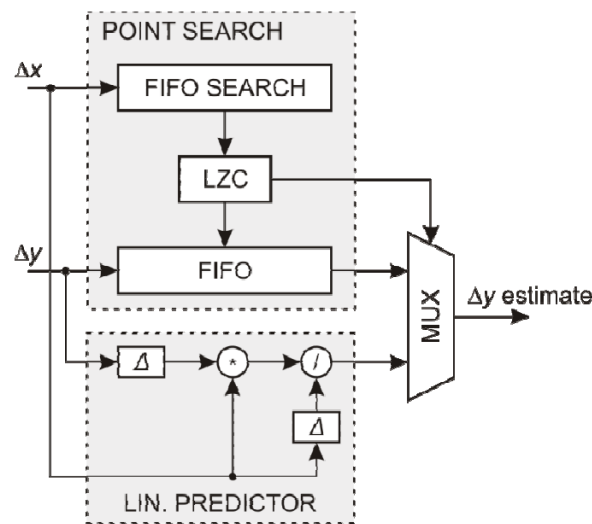 POINT SEARCH
Δx
FIFO SEARCH
LZC
Δy
FIFO
MUX
Δy estimate
Δ
*
/
Δ
LIN. PREDICTOR